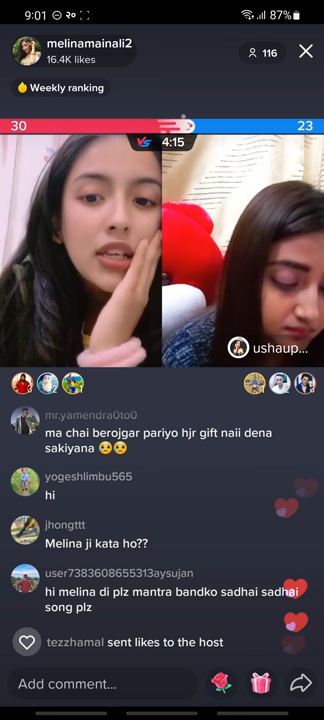 9:01
87%
melinamainali2
16.4K likes
116
Weekly ranking
30
23
VS 4:15
ushaup...
mr.yamendra0to0
ma chai berojgar pariyo hjr gift naii dena
sakiyana 😥😥
yogeshlimbu565
hi
jhongttt
Melina ji kata ho??
user7383608655313aysujan
hi melina di plz mantra bandko sadhai sadhai
song plz
tezzhamal sent likes to the host
Add comment...